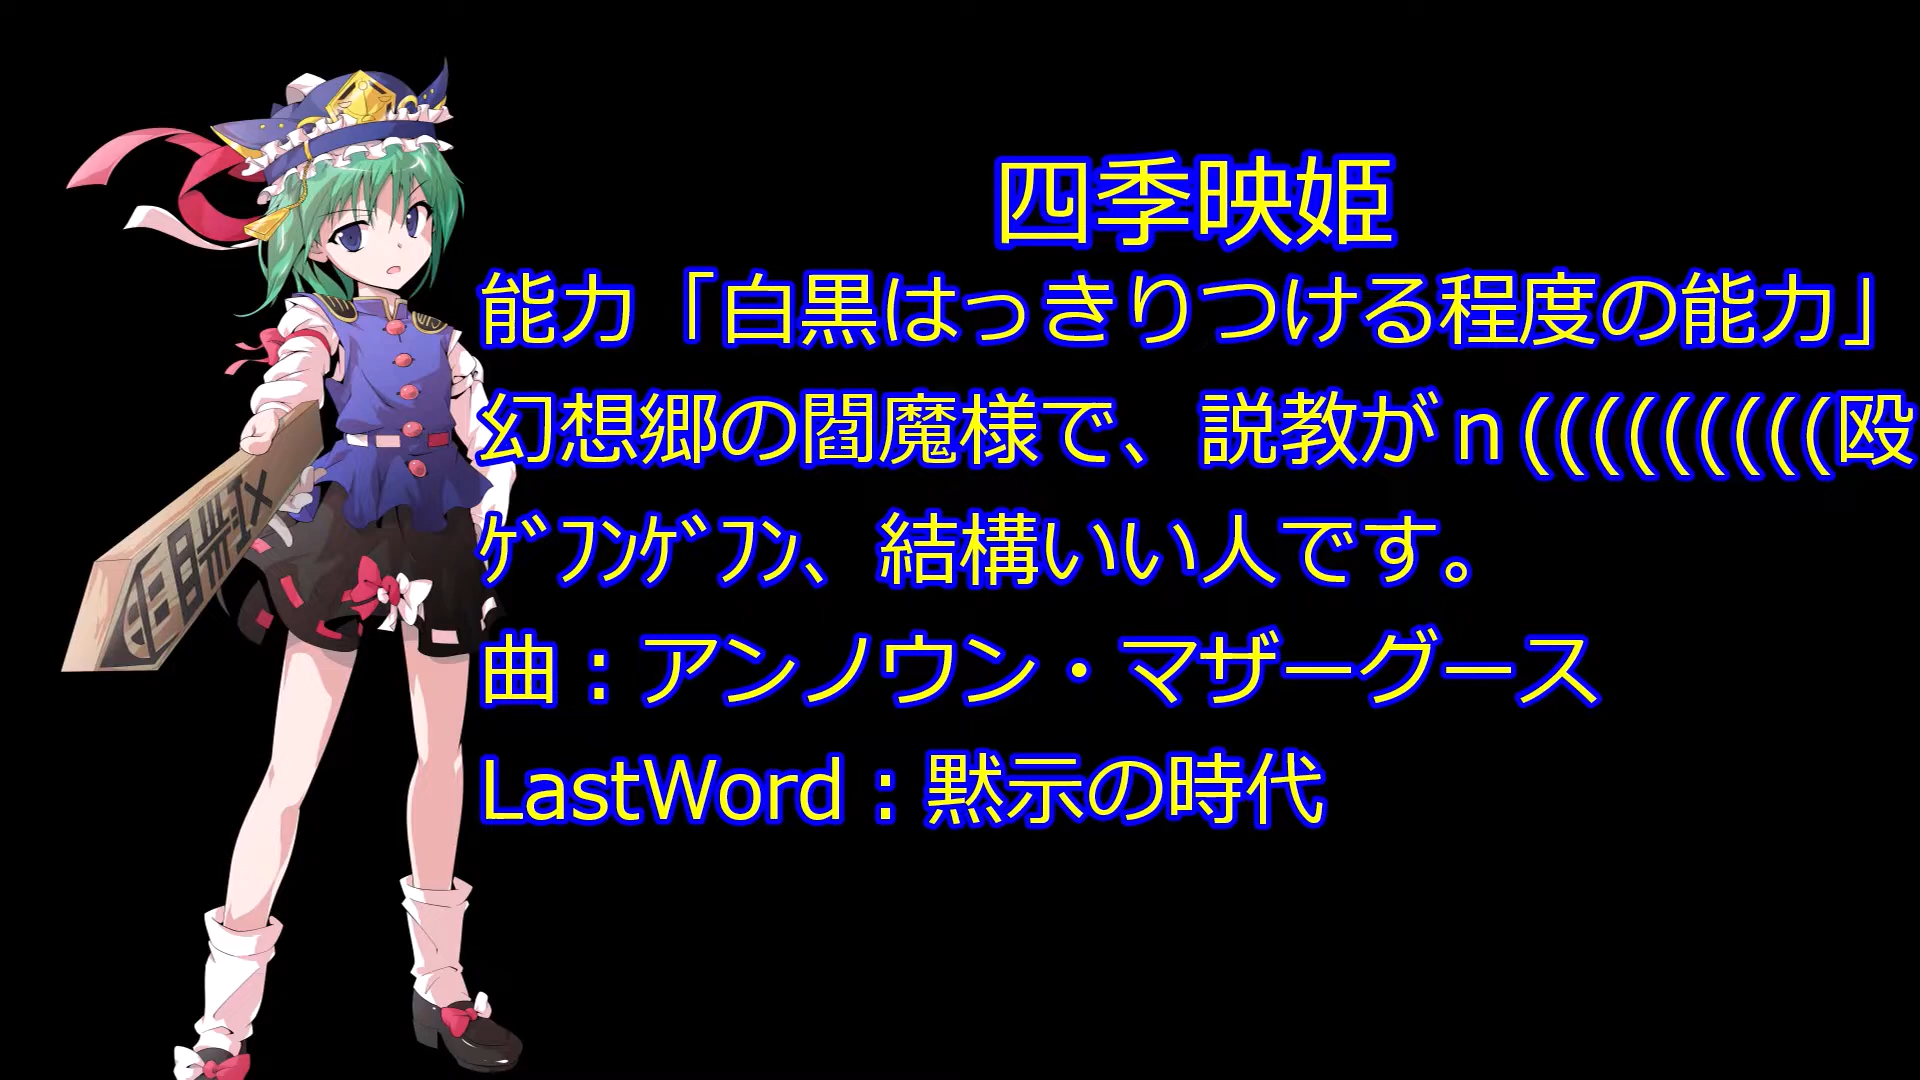 四季映姫
能力「白黒はっきりつける程度の能力」
幻想郷の閻魔様で、説教がｎ(((((((((殴
ｹﾞﾌﾝｹﾞﾌﾝ、結構いい人です。
曲：アンノウン・マザーグース
LastWord：黙示の時代